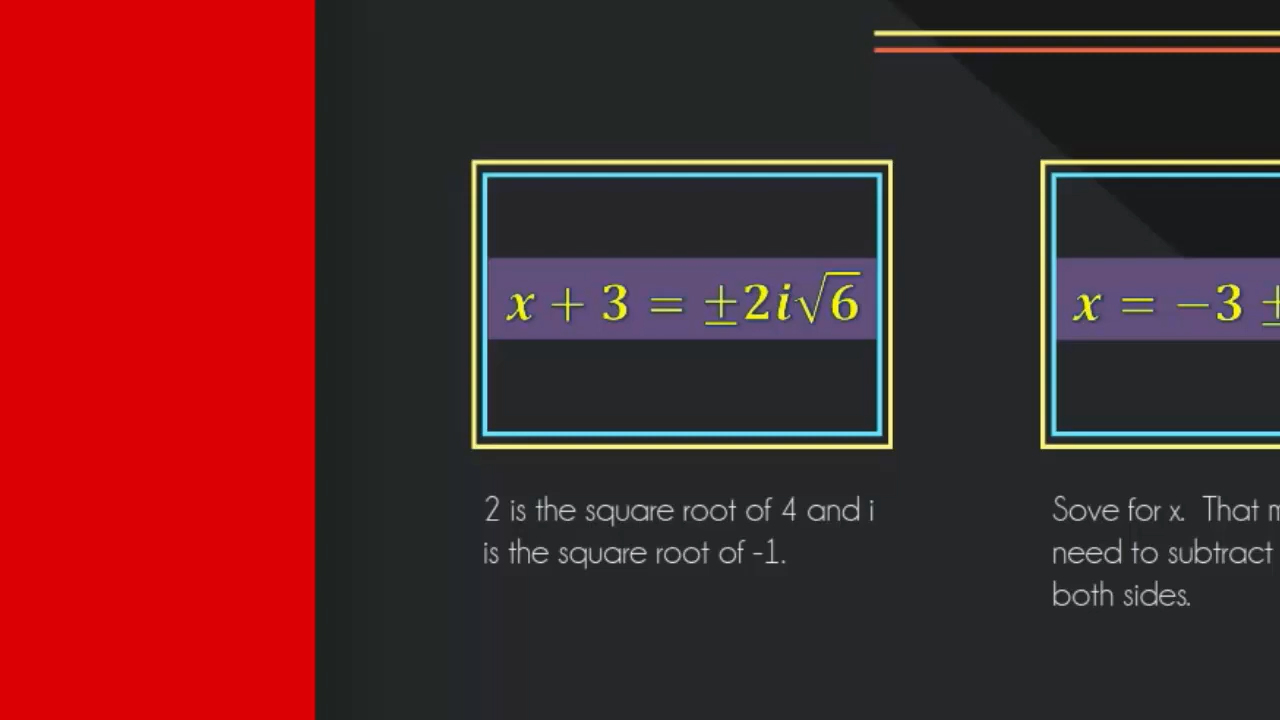 x + 3 = ±2i√6
2 is the square root of 4 and i
is the square root of -1.
x = −3 ±
Sove for x. That
need to subtract
both sides.